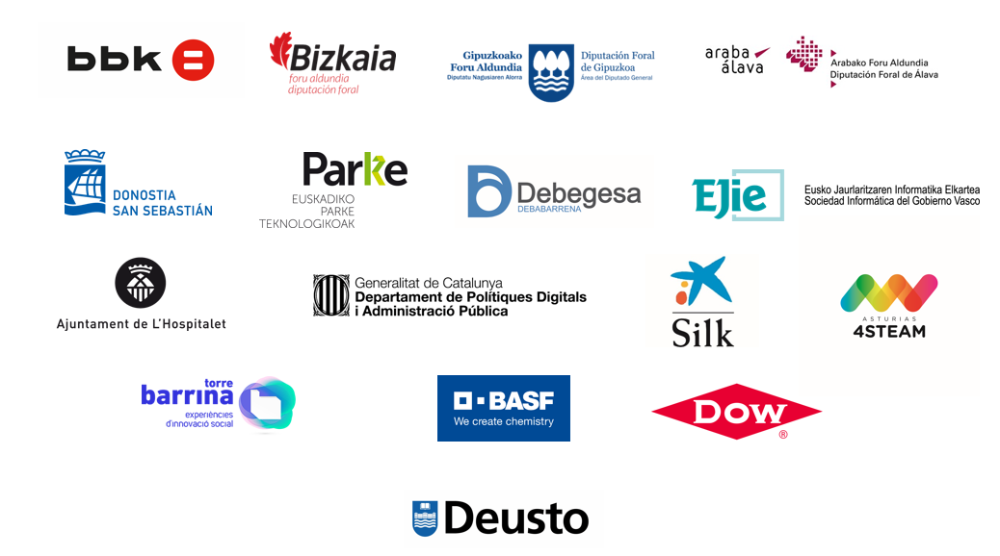 bbk
Bizkaia
foru aldundia
diputación foral
Gipuzkoako
Foru Aldundia
Diputatu Nagusiaren Alorra
Diputación Foral
de Gipuzkoa
Área del Diputado General
araba
álava
Arabako Foru Aldundia
Diputación Foral de Álava
DONOSTIA
SAN SEBASTIÁN
Parke
EUSKADIKO
PARKE
TEKNOLOGIKOAK
Debegesa
DEBABARRENA
EJie
Eusko Jaurlaritzaren Informatika Elkartea
Sociedad Informática del Gobierno Vasco
Ajuntament de L'Hospitalet
Generalitat de Catalunya
Departament de Polítiques Digitals
i Administració Pública
Silk
ASTURIAS
4STEAM
torre
barrina
experiències
d'innovació social
BASF
We create chemistry
DOW
®
Deusto